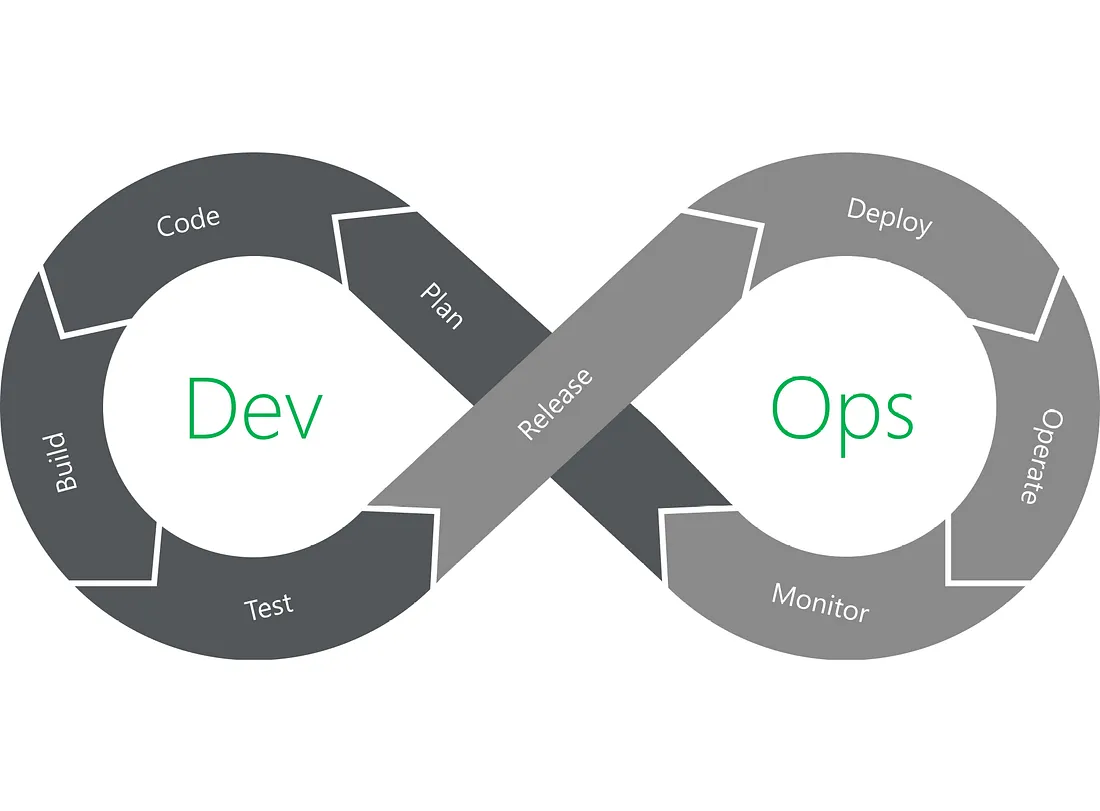 Dev
Ops
Plan
Code
Build
Test
Release
Deploy
Operate
Monitor